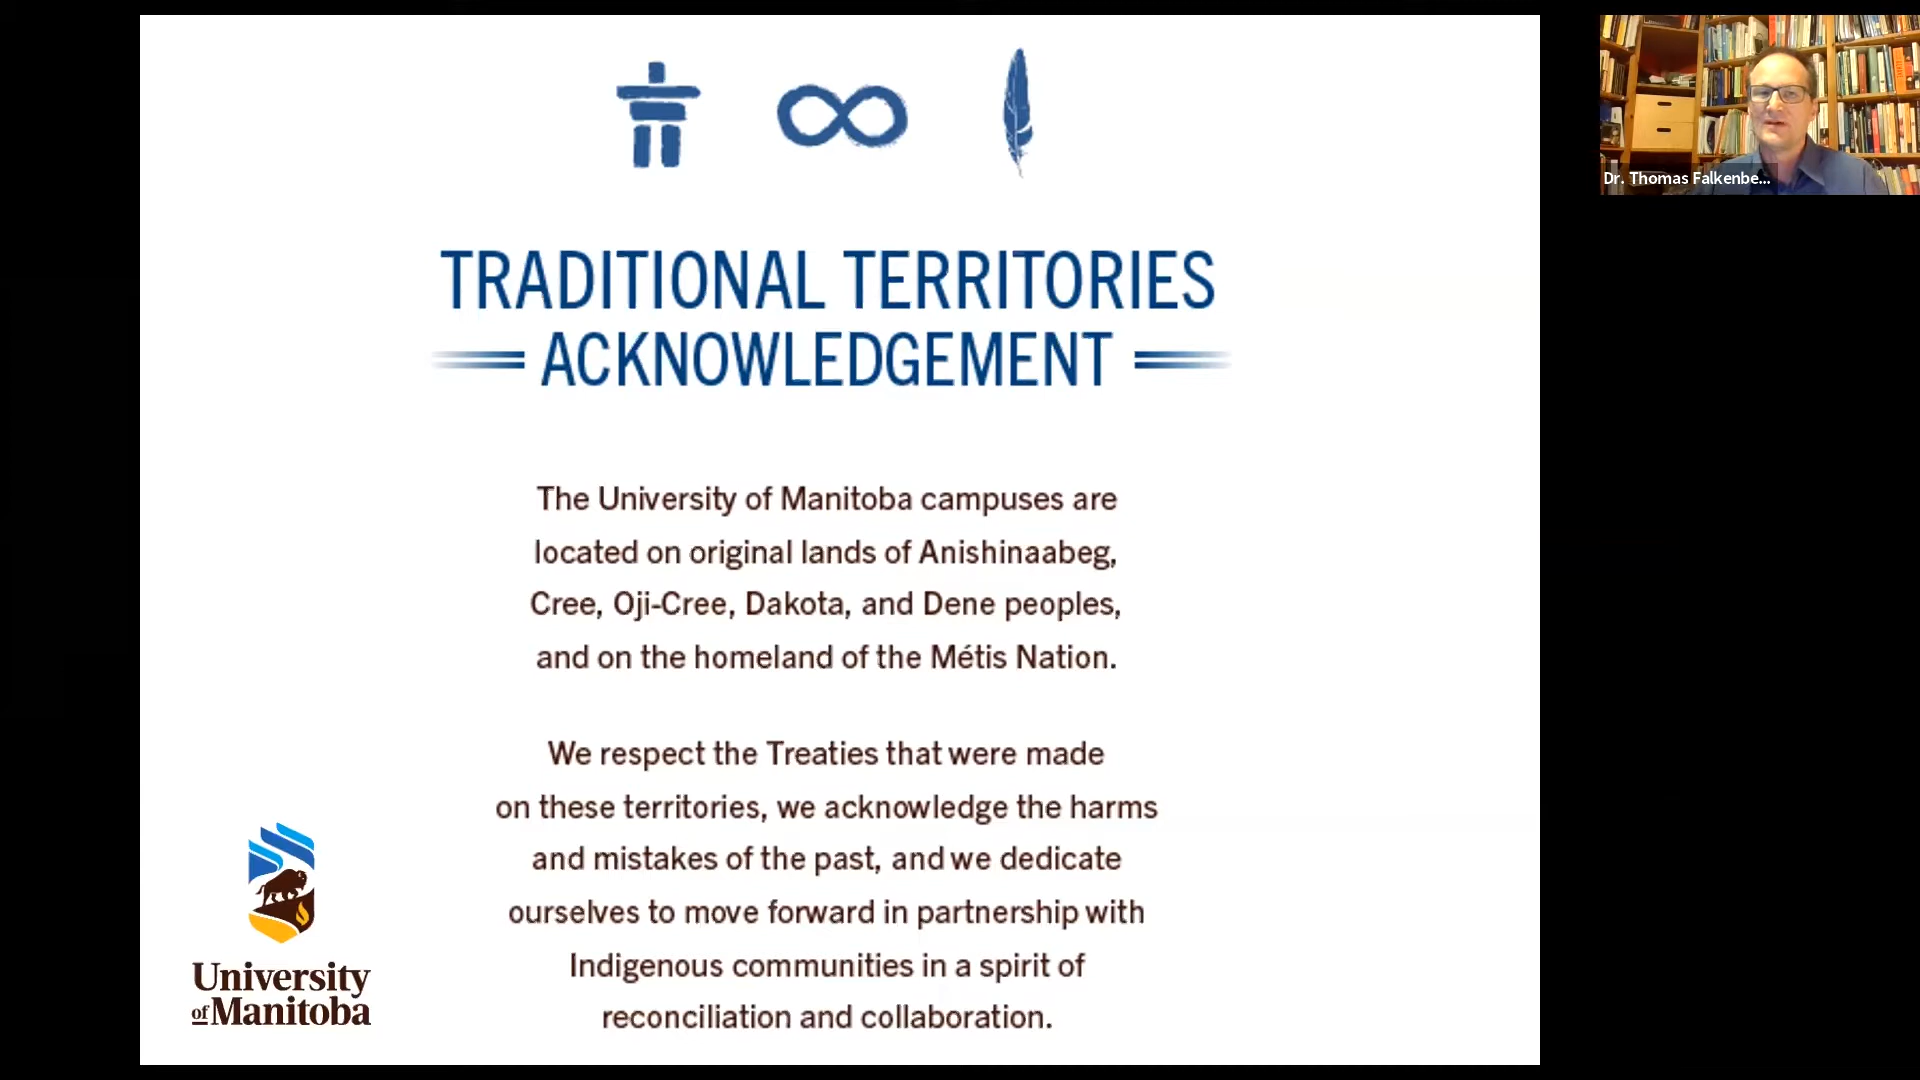 TRADITIONAL TERRITORIES
ACKNOWLEDGEMENT
The University of Manitoba campuses are
located on original lands of Anishinaabeg,
Cree, Oji-Cree, Dakota, and Dene peoples,
and on the homeland of the Métis Nation.
We respect the Treaties that were made
on these territories, we acknowledge the harms
and mistakes of the past, and we dedicate
ourselves to move forward in partnership with
Indigenous communities in a spirit of
reconciliation and collaboration.
University
of Manitoba
Dr. Thomas Falkenbe...